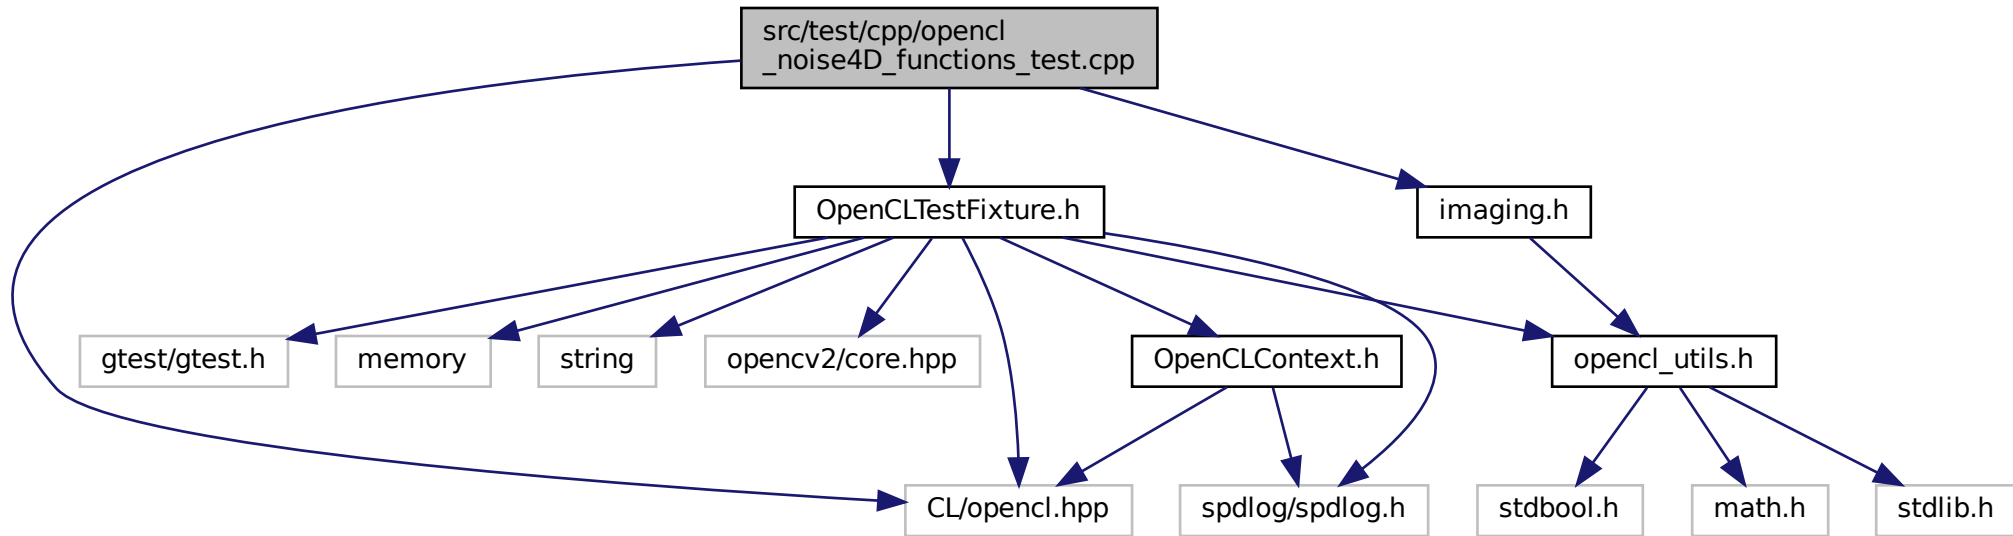 src/test/cpp/opencl
_noise4D_functions_test.cpp
OpenCLTestFixture.h
imaging.h
gtest/gtest.h
memory
string
opencv2/core.hpp
OpenCLContext.h
opencl_utils.h
CL/opencl.hpp
spdlog/spdlog.h
stdbool.h
math.h
stdlib.h